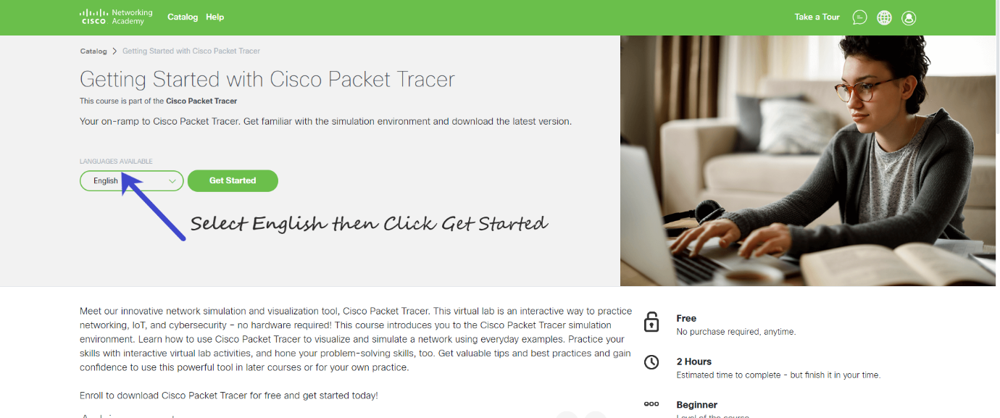 Networking
CISCO Academy
Catalog Help
Take a Tour
Catalog > Getting Started with Cisco Packet Tracer
Getting Started with Cisco Packet Tracer
This course is part of the Cisco Packet Tracer
Your on-ramp to Cisco Packet Tracer. Get familiar with the simulation environment and download the latest version.
LANGUAGES AVAILABLE
English
Get Started
Select English then Click Get Started
Meet our innovative network simulation and visualization tool, Cisco Packet Tracer. This virtual lab is an interactive way to practice
networking, IoT, and cybersecurity – no hardware required! This course introduces you to the Cisco Packet Tracer simulation
environment. Learn how to use Cisco Packet Tracer to visualize and simulate a network using everyday examples. Practice your
skills with interactive virtual lab activities, and hone your problem-solving skills, too. Get valuable tips and best practices and gain
confidence to use this powerful tool in later courses or for your own practice.
Enroll to download Cisco Packet Tracer for free and get started today!
Free
No purchase required, anytime.
2 Hours
Estimated time to complete - but finish it in your time.
Beginner
Level of the course